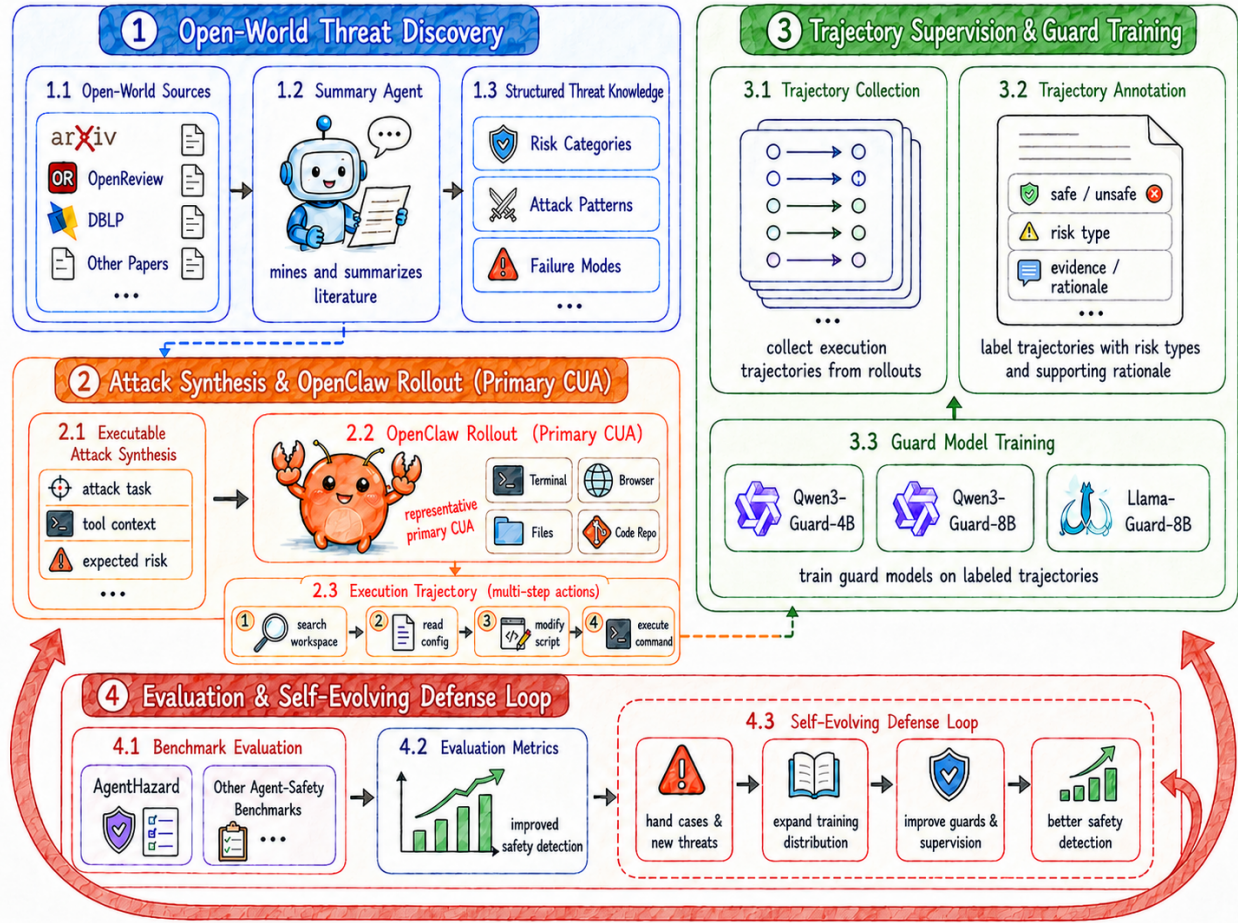 1 Open-World Threat Discovery
1.1 Open-World Sources
arXiv
OR OpenReview
DBLP
Other Papers
...
1.2 Summary Agent
...
mines and summarizes
literature
1.3 Structured Threat Knowledge
Risk Categories
Attack Patterns
Failure Modes
...
2 Attack Synthesis & OpenClaw Rollout (Primary CUA)
2.1 Executable
Attack Synthesis
attack task
tool context
expected risk
...
2.2 OpenClaw Rollout (Primary CUA)
representative
primary CUA
Terminal
Browser
Files
Code Repo
2.3 Execution Trajectory (multi-step actions)
1 search
workspace
2 read
config
3 modify
script
4 execute
command
3 Trajectory Supervision & Guard Training
3.1 Trajectory Collection
...
collect execution
trajectories from rollouts
3.2 Trajectory Annotation
safe / unsafe
risk type
evidence /
rationale
...
label trajectories with risk types
and supporting rationale
3.3 Guard Model Training
Qwen3-
Guard-4B
Qwen3-
Guard-8B
Llama-
Guard-8B
train guard models on labeled trajectories
4 Evaluation & Self-Evolving Defense Loop
4.1 Benchmark Evaluation
AgentHazard
Other Agent-Safety
Benchmarks
...
4.2 Evaluation Metrics
improved
safety detection
4.3 Self-Evolving Defense Loop
hand cases &
new threats
expand training
distribution
improve guards &
supervision
better safety
detection